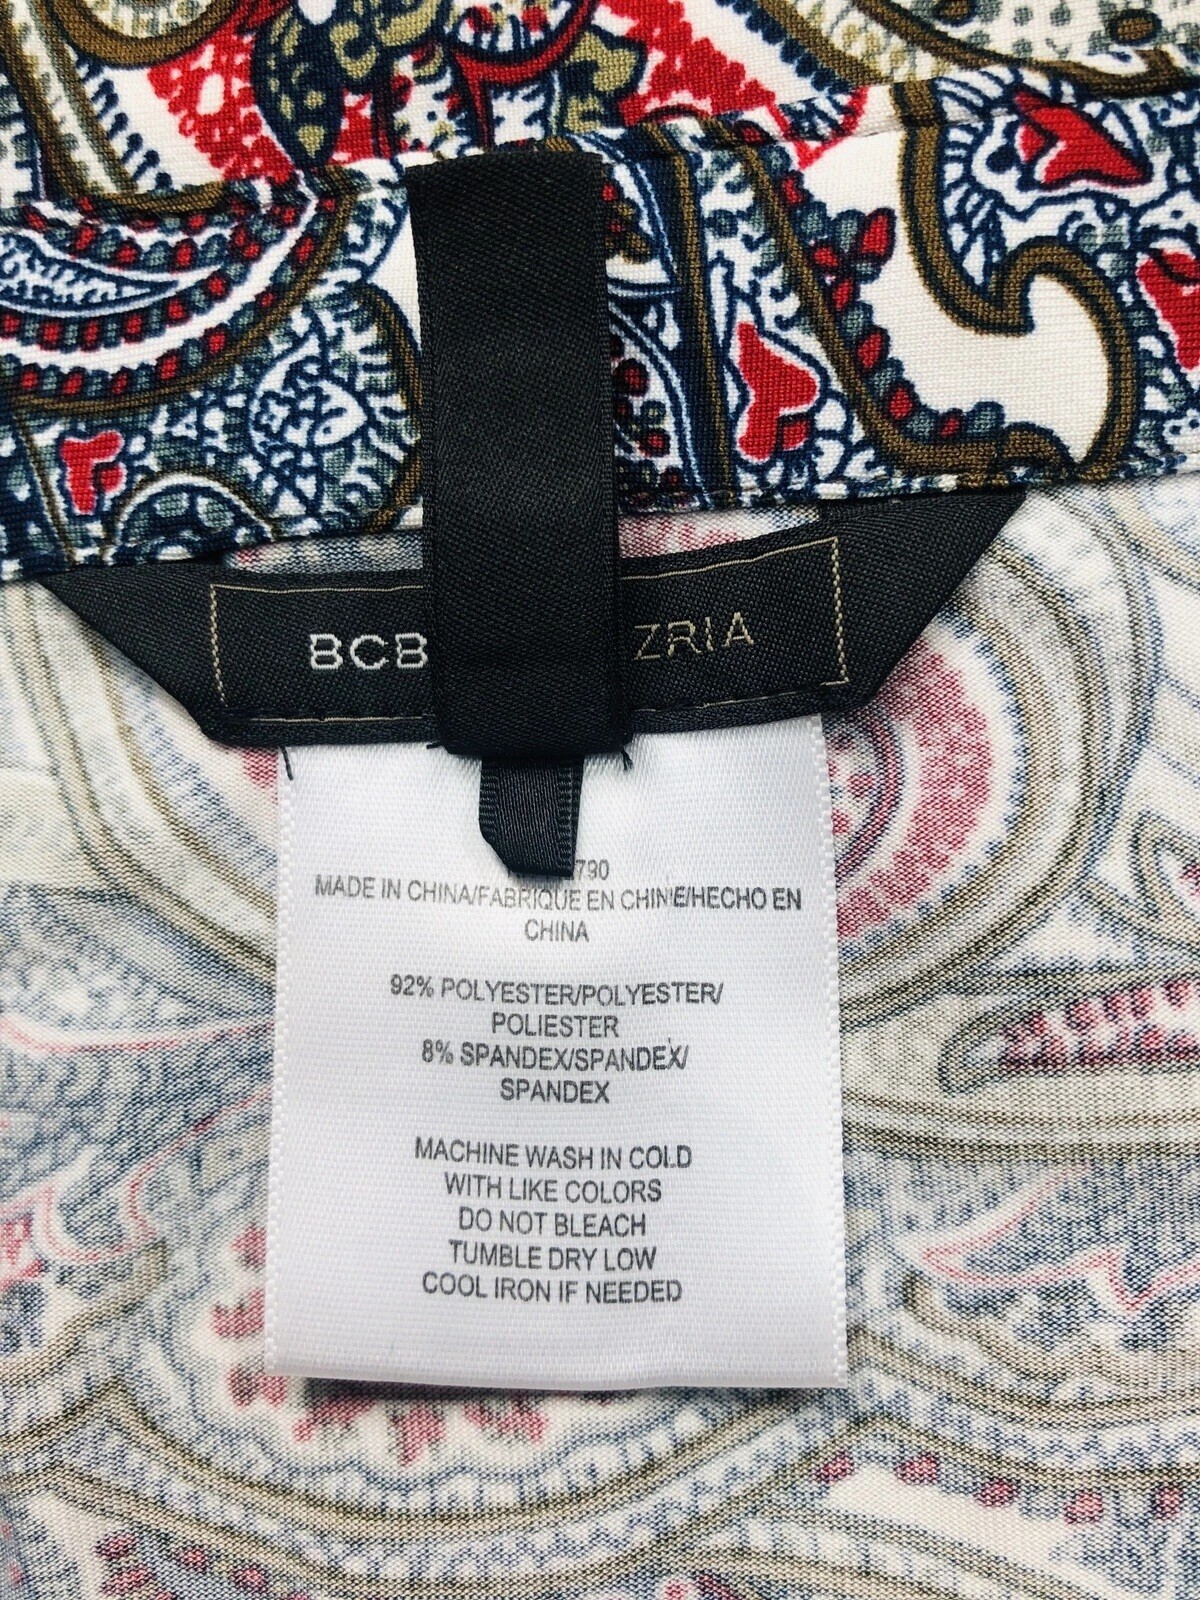 BCB ZRIA
790
MADE IN CHINA/FABRIQUE EN CHINE/HECHO EN
CHINA
92% POLYESTER/POLYESTER/
POLIESTER
8% SPANDEX/SPANDEX/
SPANDEX
MACHINE WASH IN COLD
WITH LIKE COLORS
DO NOT BLEACH
TUMBLE DRY LOW
COOL IRON IF NEEDED